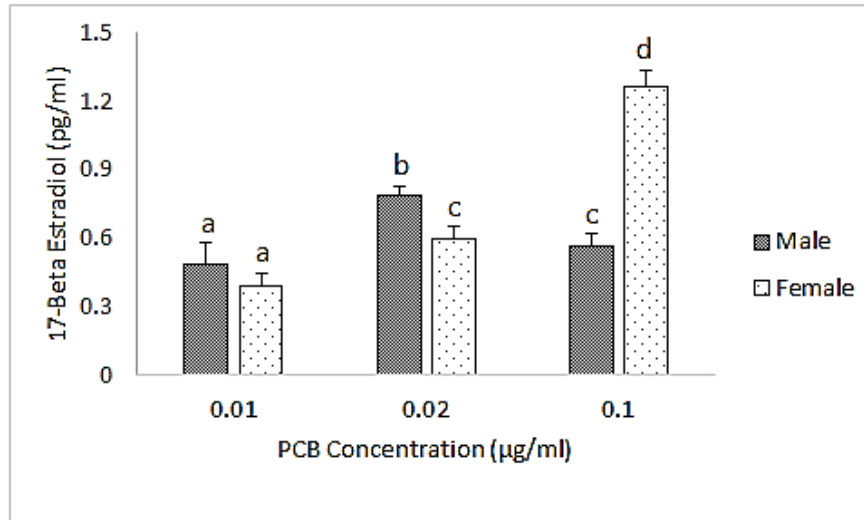 17-Beta Estradiol (pg/ml)
1.5
1.2
0.9
0.6
0.3
0
a
a
b
c
c
d
0.01
0.02
0.1
PCB Concentration (µg/ml)
Male
Female